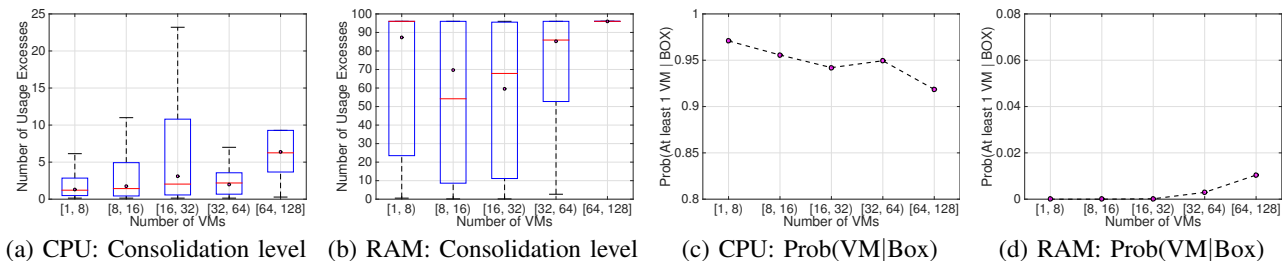 Number of Usage Excesses
25
20
15
10
5
0
[1, 8) [8, 16) [16, 32) [32, 64) [64, 128]
Number of VMs
(a) CPU: Consolidation level
Number of Usage Excesses
100
90
80
70
60
50
40
30
20
10
0
[1, 8) [8, 16) [16, 32) [32, 64) [64, 128]
Number of VMs
(b) RAM: Consolidation level
Prob(At least 1 VM | BOX)
1
0.95
0.9
0.85
0.8
[1, 8) [8, 16) [16, 32) [32, 64) [64, 128]
Number of VMs
(c) CPU: Prob(VM|Box)
Prob(At least 1 VM | BOX)
0.08
0.06
0.04
0.02
0
[1, 8) [8, 16) [16, 32) [32, 64) [64, 128]
Number of VMs
(d) RAM: Prob(VM|Box)